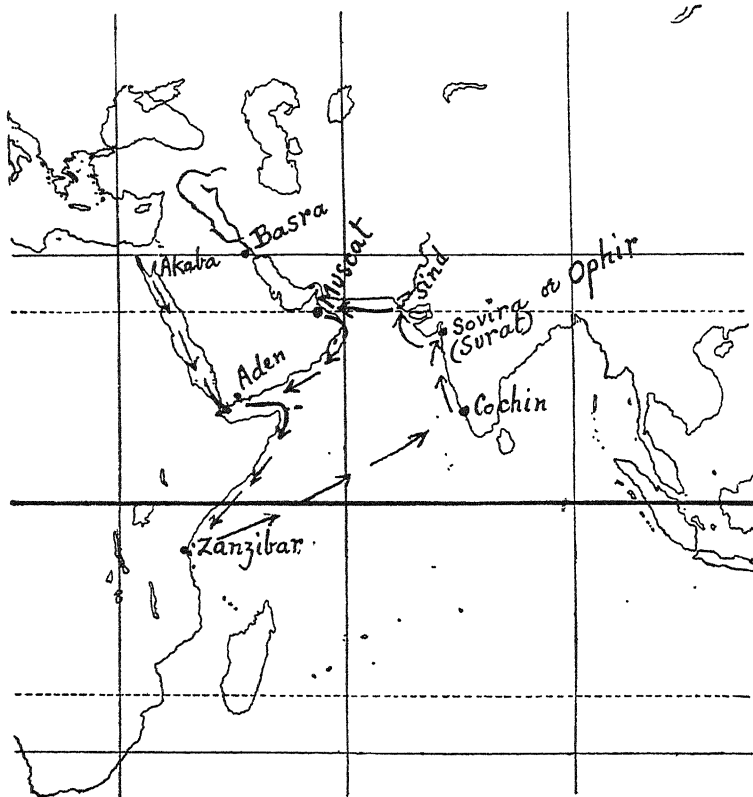 Basra
Muscat
Akaba
Sind
Sovira or Ophir
(Surat)
Aden
Cochin
Zanzibar